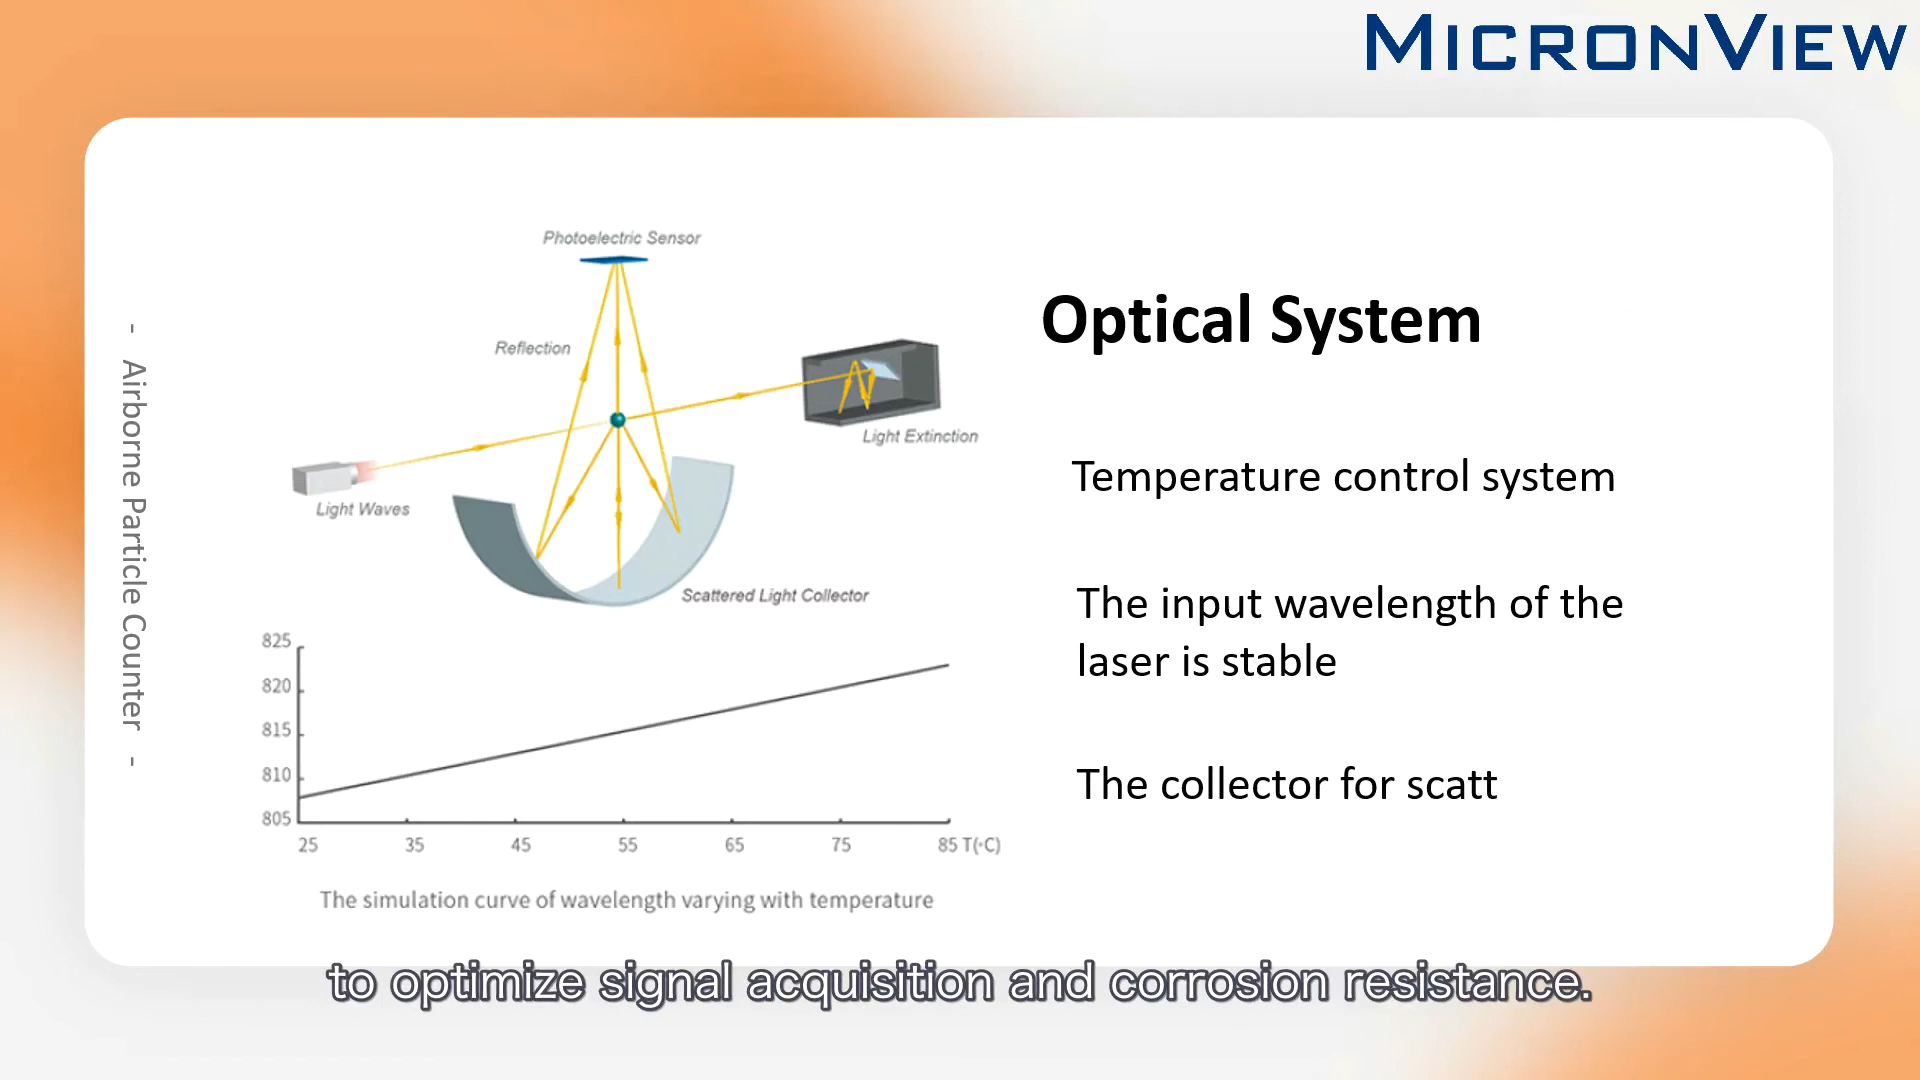 MICRONVIEW
- Airborne Particle Counter -
Photoelectric Sensor
Reflection
Light Extinction
Light Waves
Scattered Light Collector
825
820
815
810
805
25 35 45 55 65 75 85 T(°C)
The simulation curve of wavelength varying with temperature
Optical System
Temperature control system
The input wavelength of the
laser is stable
The collector for scatt
to optimize signal acquisition and corrosion resistance.